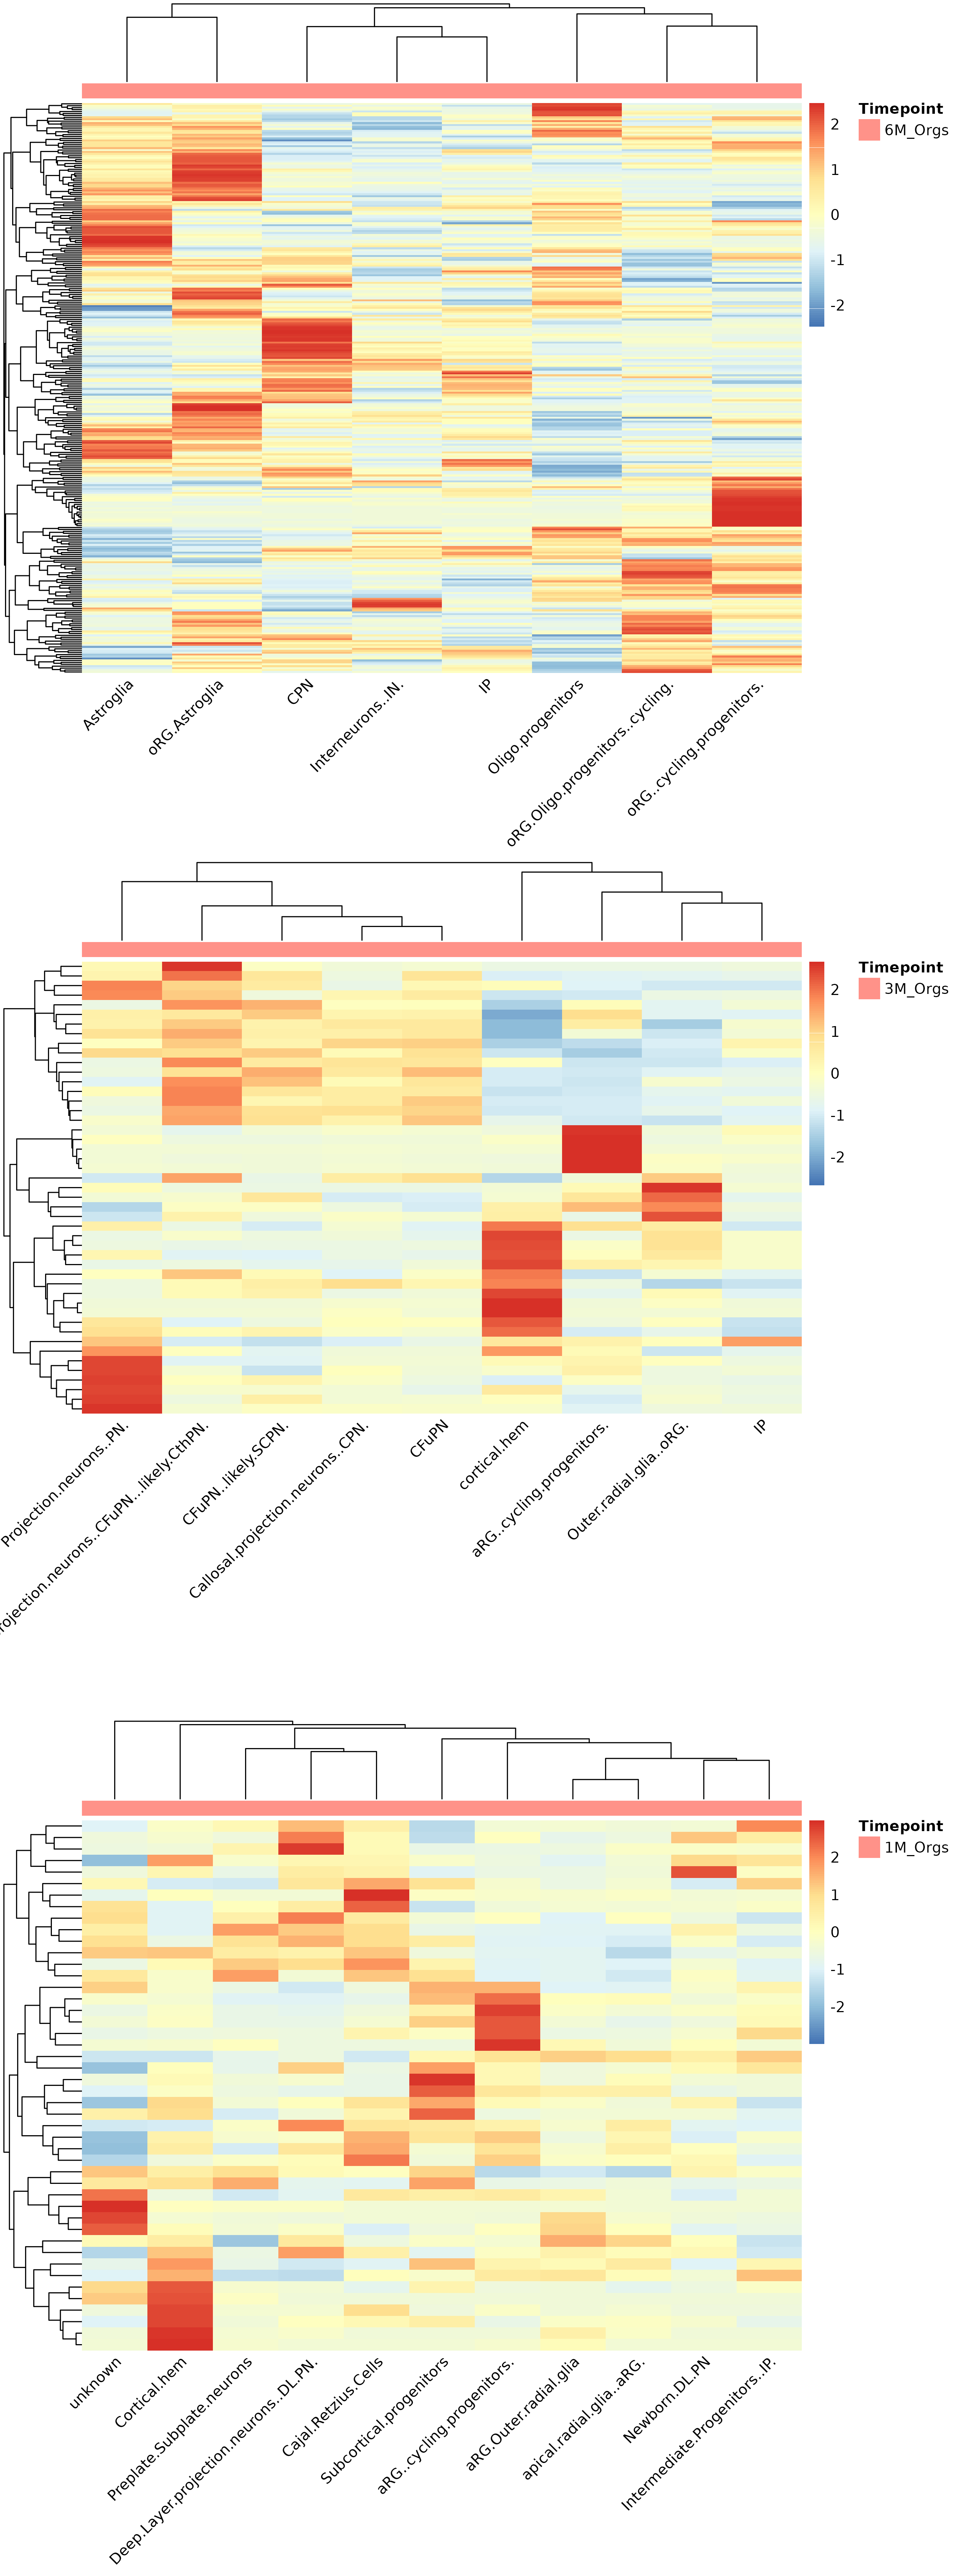 Timepoint
6M_Orgs
2
1
0
-1
-2
Astroglia
oRG.Astroglia
CPN
Interneurons..IN.
IP
Oligo.progenitors
oRG.Oligo.progenitors..cycling.
oRG..cycling.progenitors.
Timepoint
3M_Orgs
2
1
0
-1
-2
Projection.neurons..PN.
rojection.neurons..CFuPN...likely.CthPN.
CFuPN..likely.SCPN.
Callosal.projection.neurons..CPN.
CFuPN
cortical.hem
aRG..cycling.progenitors.
Outer.radial.glia..oRG.
IP
Timepoint
1M_Orgs
2
1
0
-1
-2
unknown
Cortical.hem
Preplate.Subplate.neurons
Deep.Layer.projection.neurons..DL.PN.
Cajal.Retzius.Cells
Subcortical.progenitors
aRG..cycling.progenitors.
aRG.Outer.radial.glia
apical.radial.glia..aRG.
Newborn.DL.PN
Intermediate.Progenitors..IP.